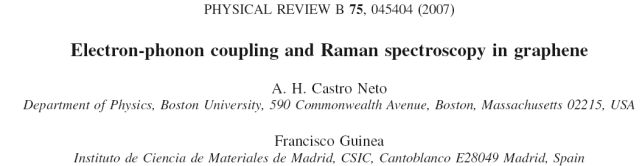 PHYSICAL REVIEW B 75, 045404 (2007)
Electron-phonon coupling and Raman spectroscopy in graphene
A. H. Castro Neto
Department of Physics, Boston University, 590 Commonwealth Avenue, Boston, Massachusetts 02215, USA
Francisco Guinea
Instituto de Ciencia de Materiales de Madrid, CSIC, Cantoblanco E28049 Madrid, Spain